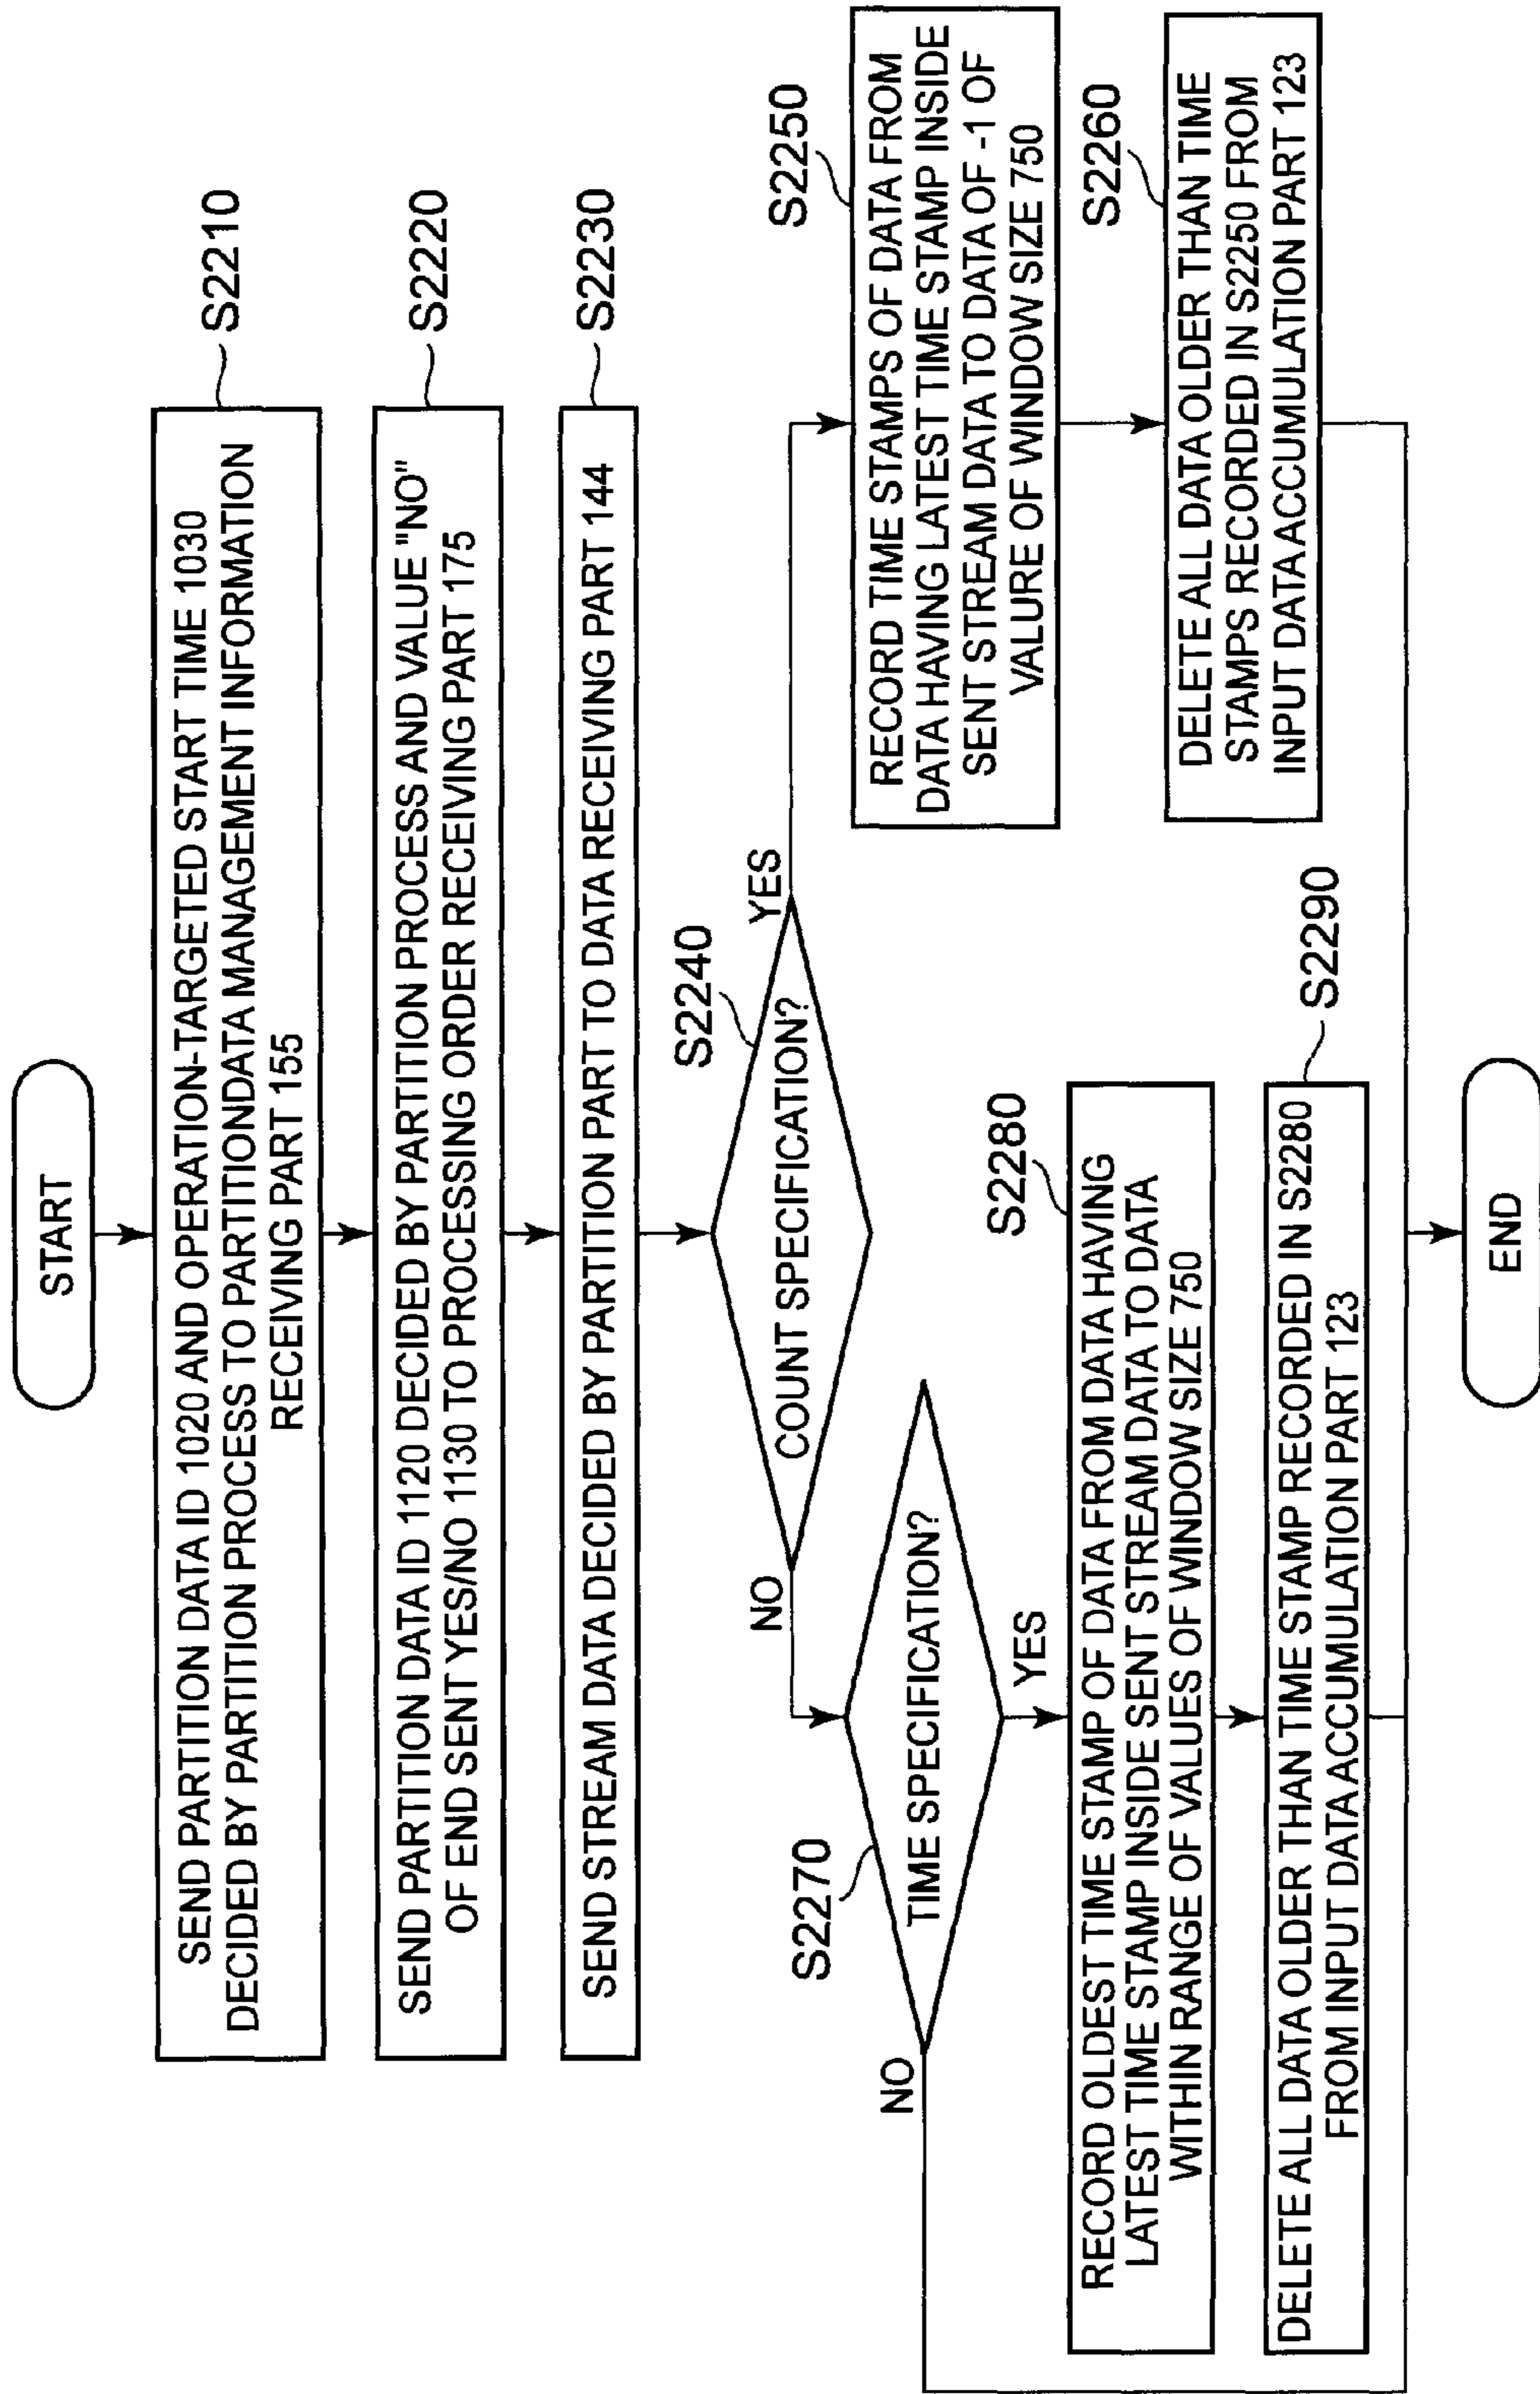 START
S2210
SEND PARTITION DATA ID 1020 AND OPERATION-TARGETED START TIME 1030
DECIDED BY PARTITION PROCESS TO PARTITIONDATA MANAGEMENT INFORMATION
RECEIVING PART 155
S2220
SEND PARTITION DATA ID 1120 DECIDED BY PARTITION PROCESS AND VALUE "NO"
OF END SENT YES/NO 1130 TO PROCESSING ORDER RECEIVING PART 175
S2230
SEND STREAM DATA DECIDED BY PARTITION PART TO DATA RECEIVING PART 144
S2240
COUNT SPECIFICATION?
YES
NO
S2250
RECORD TIME STAMPS OF DATA FROM
DATA HAVING LATEST TIME STAMP INSIDE
SENT STREAM DATA TO DATA OF -1 OF
VALURE OF WINDOW SIZE 750
S2260
DELETE ALL DATA OLDER THAN TIME
STAMPS RECORDED IN S2250 FROM
INPUT DATA ACCUMULATION PART 123
S2270
TIME SPECIFICATION?
NO
YES
S2280
RECORD OLDEST TIME STAMP OF DATA FROM DATA HAVING
LATEST TIME STAMP INSIDE SENT STREAM DATA TO DATA
WITHIN RANGE OF VALUES OF WINDOW SIZE 750
S2290
DELETE ALL DATA OLDER THAN TIME STAMP RECORDED IN S2280
FROM INPUT DATA ACCUMULATION PART 123
END